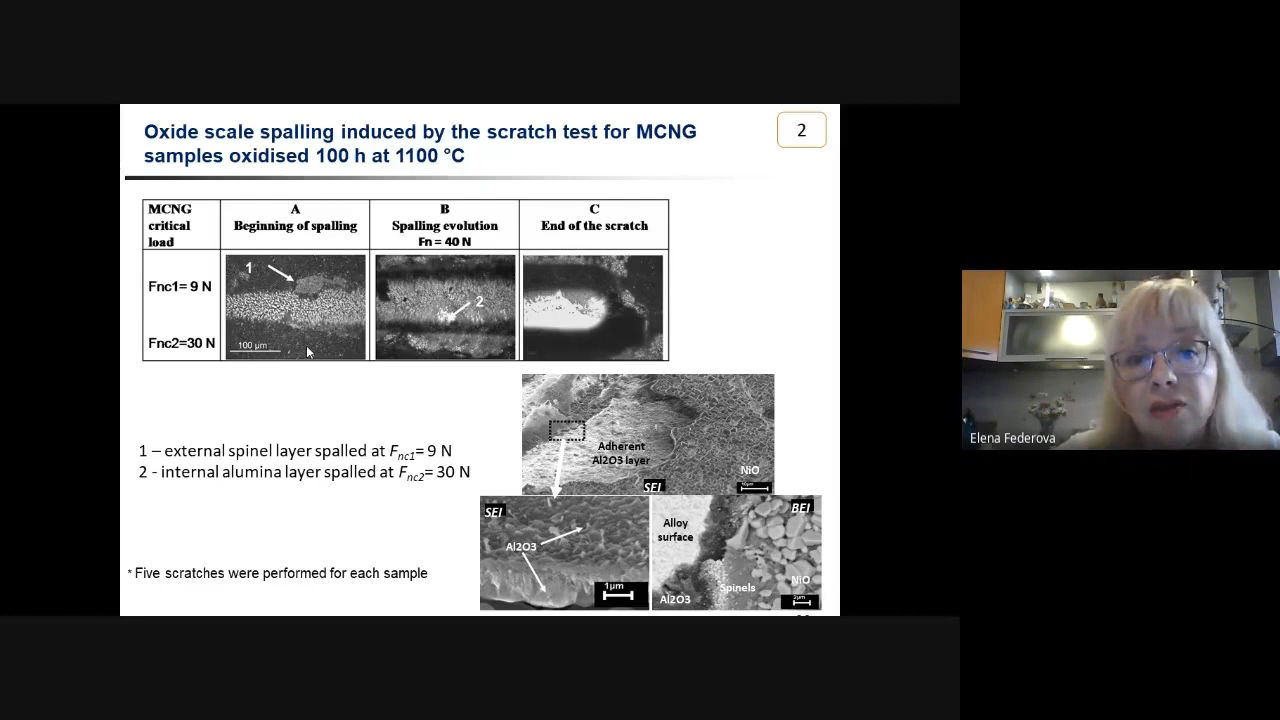 Oxide scale spalling induced by the scratch test for MCNG
samples oxidised 100 h at 1100 °C
2
MCNG
critical
load
A
Beginning of spalling
B
Spalling evolution
Fn = 40 N
C
End of the scratch
Fnc1= 9 N
Fnc2=30 N
1
100 µm
2
1 – external spinel layer spalled at Fnc1= 9 N
2 - internal alumina layer spalled at Fnc2= 30 N
Adherent
Al2O3 layer
NiO
SEI
SEI
Al2O3
1µm
Alloy
surface
BEI
Spinels
NiO
Al2O3
* Five scratches were performed for each sample
Elena Federova